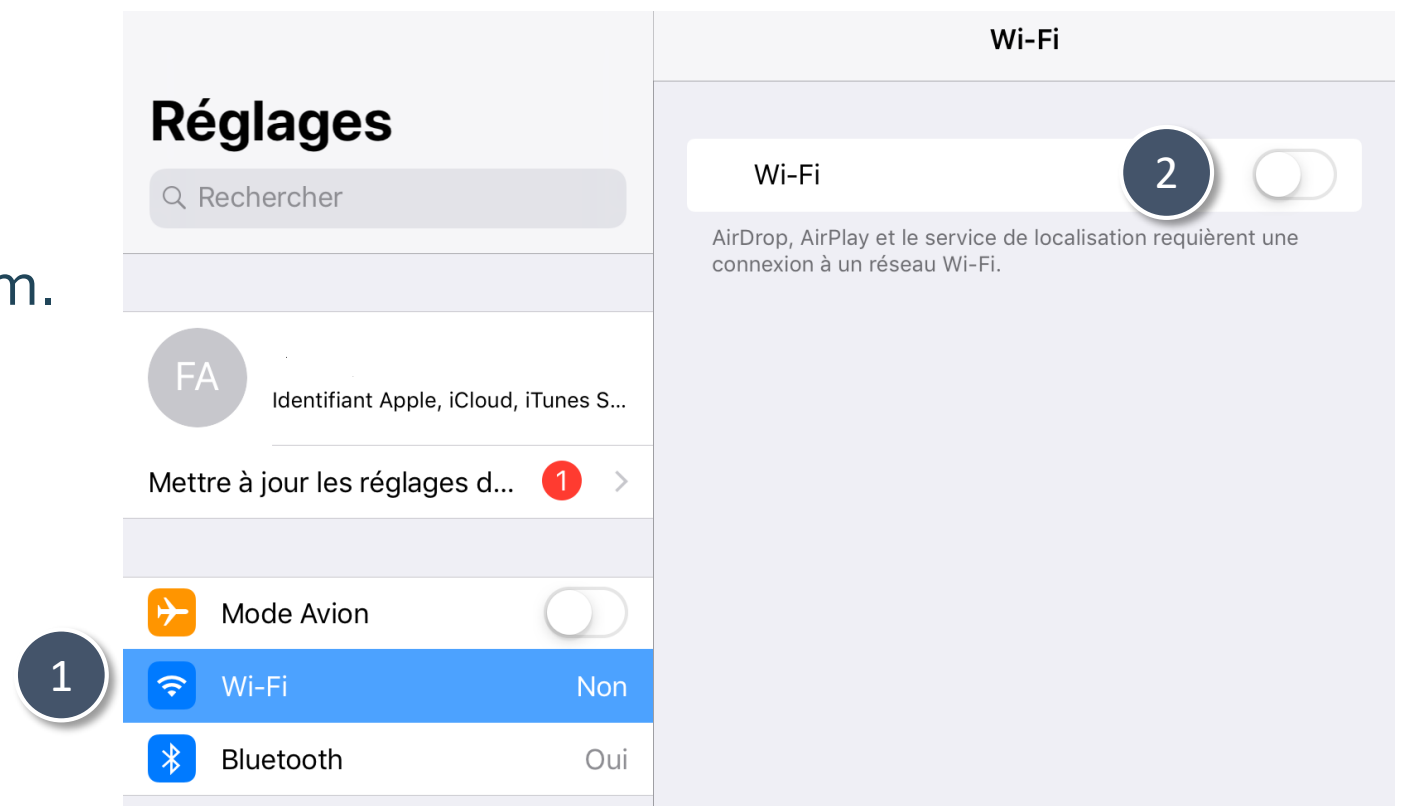 Wi-Fi
Réglages
Rechercher
Wi-Fi
2
AirDrop, AirPlay et le service de localisation requièrent une
connexion à un réseau Wi-Fi.
m.
FA
Identifiant Apple, iCloud, iTunes S...
Mettre à jour les réglages d... 1
Mode Avion
1
Wi-Fi Non
Bluetooth Oui